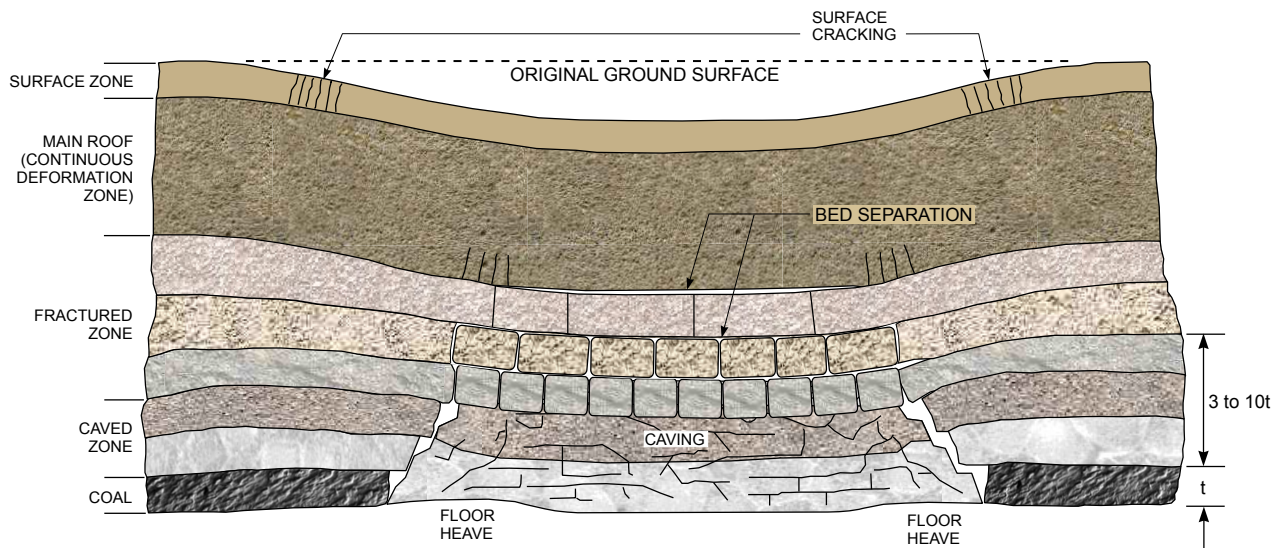 SURFACE
CRACKING
ORIGINAL GROUND SURFACE
SURFACE ZONE
MAIN ROOF
(CONTINUOUS
DEFORMATION
ZONE)
BED SEPARATION
FRACTURED
ZONE
3 to 10t
CAVED
ZONE
CAVING
COAL
t
FLOOR
HEAVE
FLOOR
HEAVE